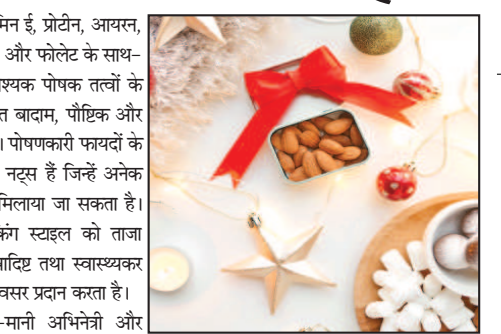 मिन ई, प्रोटीन, आयरन,
और फोलेट के साथ-
श्यक पोषक तत्वों के
त बादाम, पौष्टिक और
। पोषणकारी फायदों के
नट्स हैं जिन्हें अनेक
मिलाया जा सकता है।
कंग स्टाइल को ताजा
ादिष्ट तथा स्वास्थ्यकर
वसर प्रदान करता है।
-मानी अभिनेत्री और